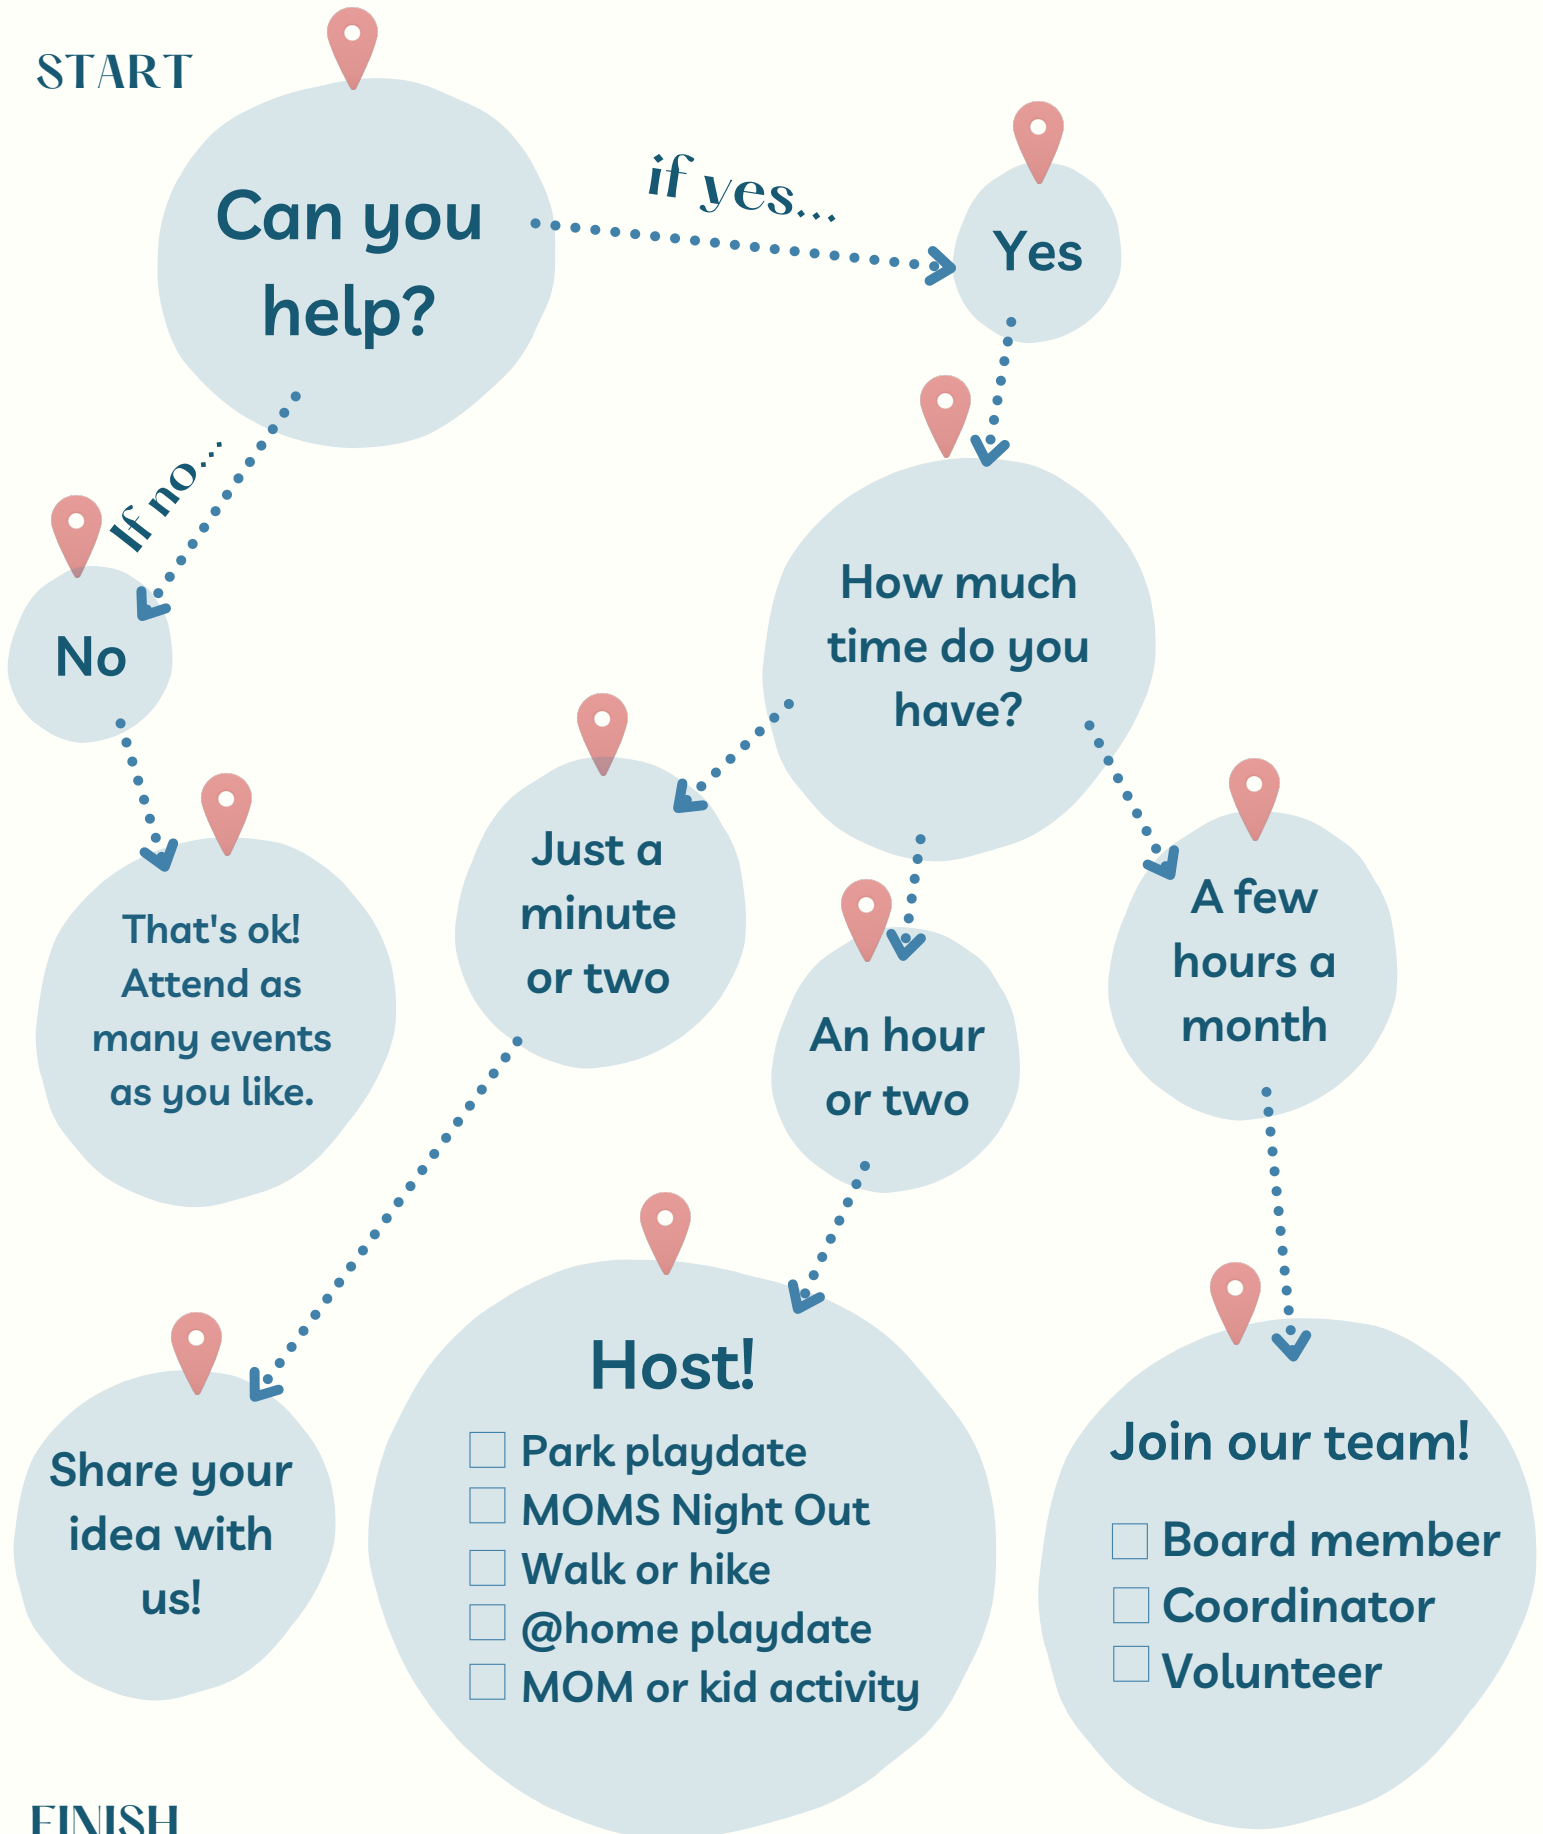 START
Can you
help?
if yes...
Yes
If no...
No
How much
time do you
have?
That's ok!
Attend as
many events
as you like.
Just a
minute
or two
An hour
or two
A few
hours a
month
Share your
idea with
us!
Host!
Park playdate
MOMS Night Out
Walk or hike
@home playdate
MOM or kid activity
Join our team!
Board member
Coordinator
Volunteer
FINISH